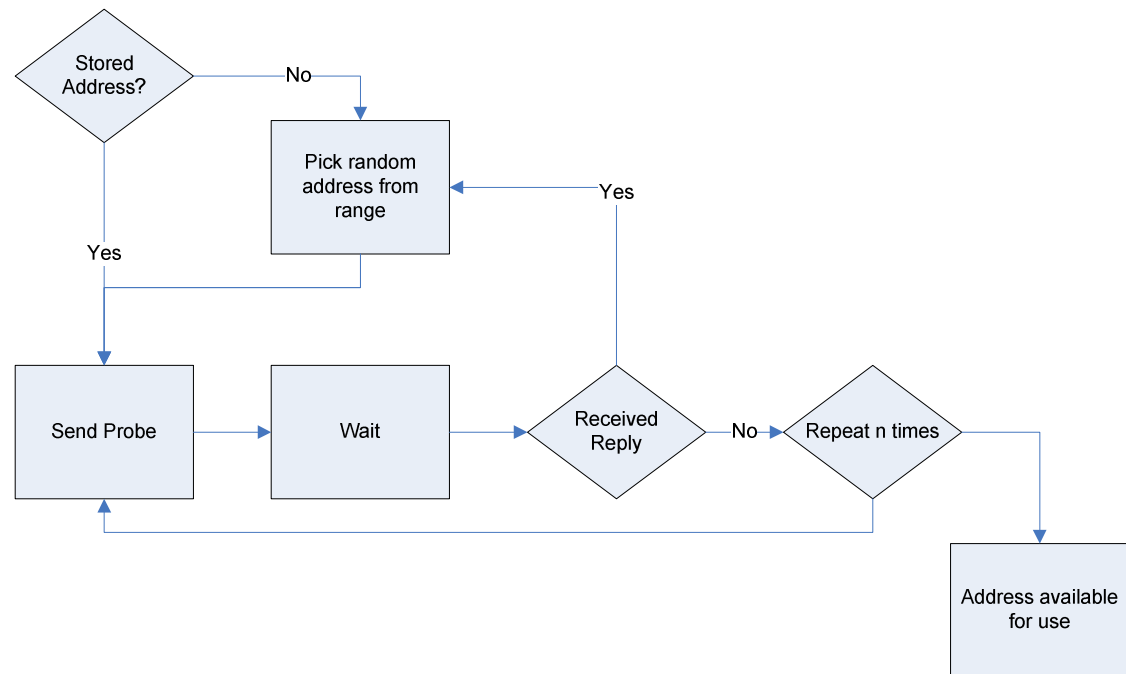 Stored
Address?
No
Pick random
address from
range
Yes
Yes
Send Probe
Wait
Received
Reply
No
Repeat n times
Address available
for use